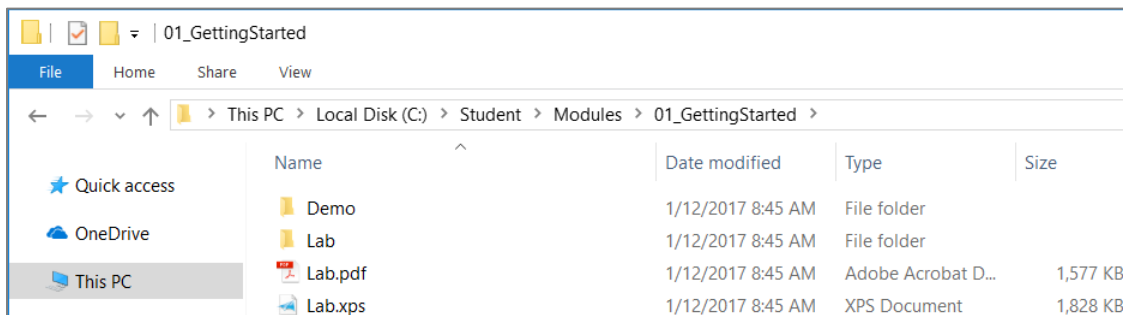 01_GettingStarted
File Home Share View
This PC > Local Disk (C:) > Student > Modules > 01_GettingStarted >
Name Date modified Type Size
Quick access
Demo 1/12/2017 8:45 AM File folder
OneDrive
Lab 1/12/2017 8:45 AM File folder
This PC
Lab.pdf 1/12/2017 8:45 AM Adobe Acrobat D... 1,577 KB
Lab.xps 1/12/2017 8:45 AM XPS Document 1,828 KB